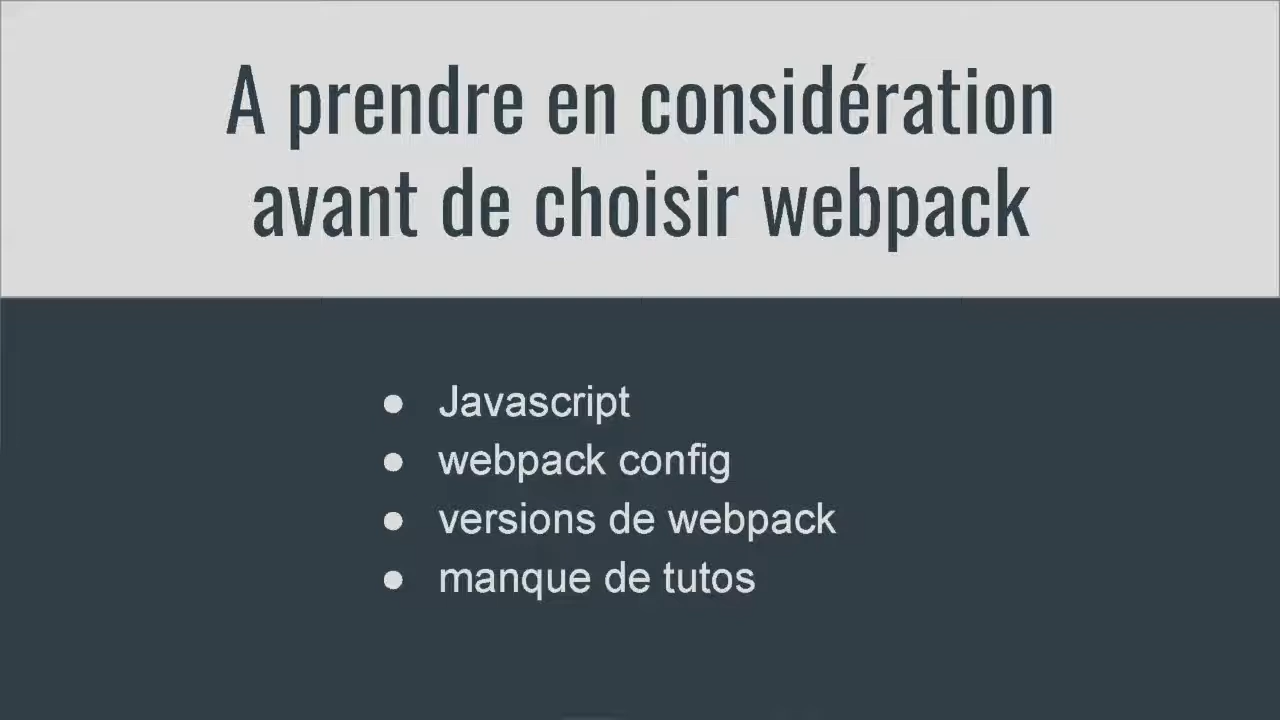 A prendre en considération
avant de choisir webpack
● Javascript
● webpack config
● versions de webpack
● manque de tutos